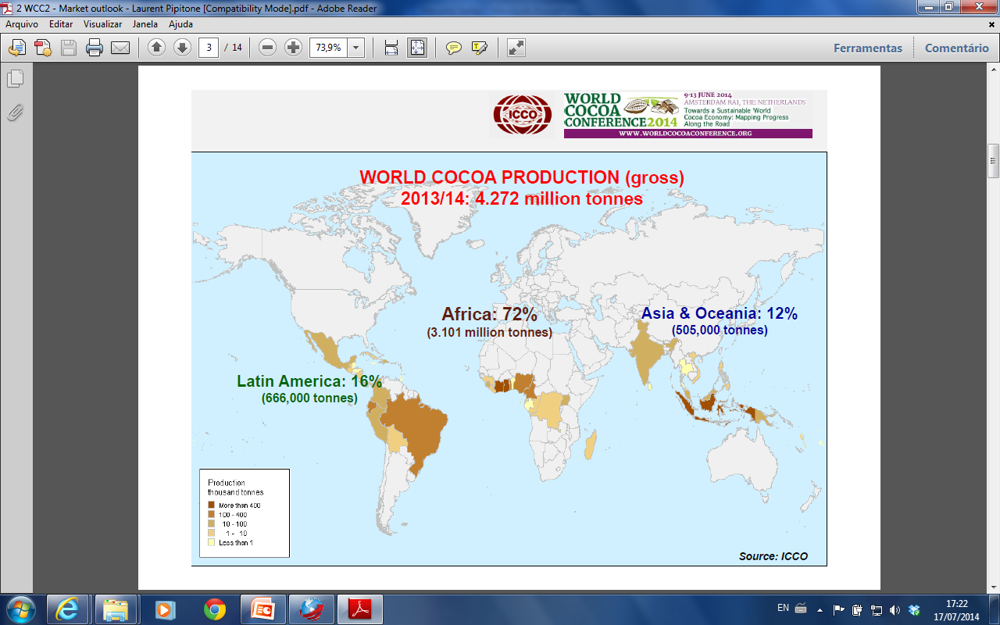 2 WCC2 - Market outlook - Laurent Pipitone [Compatibility Mode].pdf - Adobe Reader
Arquivo Editar Visualizar Janela Ajuda
3 / 14 73,9% Ferramentas Comentário
ICCO
WORLD
COCOA
CONFERENCE2014
9-13 JUNE 2014
AMSTERDAM RAI, THE NETHERLANDS
Towards a Sustainable World
Cocoa Economy: Mapping Progress
Along the Road
WWW.WORLDCOCOACONFERENCE.ORG
WORLD COCOA PRODUCTION (gross)
2013/14: 4.272 million tonnes
Africa: 72%
(3.101 million tonnes)
Asia & Oceania: 12%
(505,000 tonnes)
Latin America: 16%
(666,000 tonnes)
Production
thousand tonnes
More than 400
100 - 400
10 - 100
1 - 10
Less than 1
Source: ICCO
EN
17:22
17/07/2014